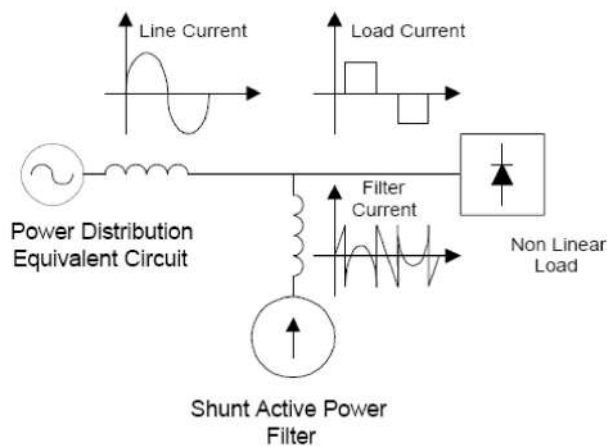 Line Current
Load Current
Filter
Current
Power Distribution
Equivalent Circuit
Non Linear
Load
Shunt Active Power
Filter